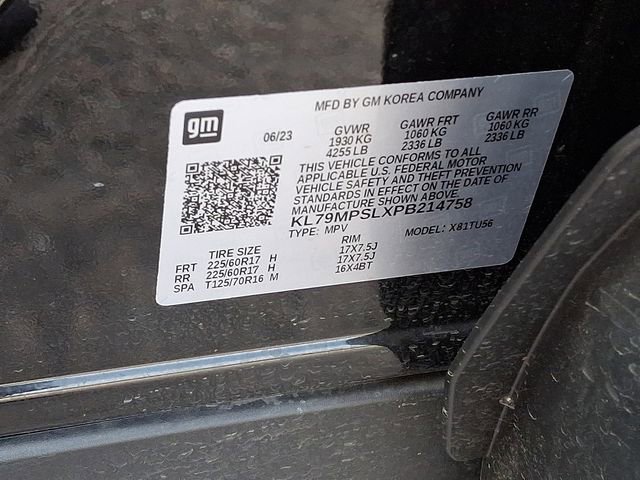 MFD BY GM KOREA COMPANY
gm
06/23
GVWR GAWR FRT GAWR RR
1930 KG 1060 KG 1060 KG
4255 LB 2336 LB 2336 LB
THIS VEHICLE CONFORMS TO ALL
APPLICABLE U.S. FEDERAL MOTOR
VEHICLE SAFETY AND THEFT PREVENTION
STANDARDS IN EFFECT ON THE DATE OF
MANUFACTURE SHOWN ABOVE
KL79MPSLXPB214758
TYPE: MPV MODEL: X81TU56
TIRE SIZE RIM
FRT 225/60R17 H 17X7.5J
RR 225/60R17 H 17X7.5J
SPA T125/70R16 M 16X4BT